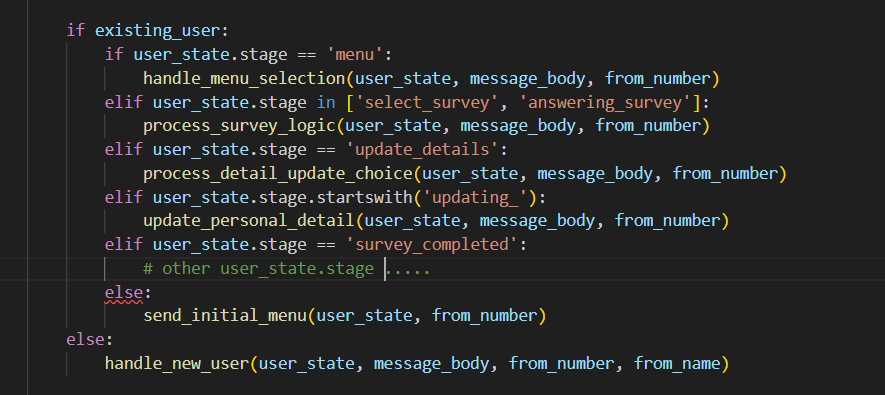 if existing_user:
    if user_state.stage == 'menu':
        handle_menu_selection(user_state, message_body, from_number)
    elif user_state.stage in ['select_survey', 'answering_survey']:
        process_survey_logic(user_state, message_body, from_number)
    elif user_state.stage == 'update_details':
        process_detail_update_choice(user_state, message_body, from_number)
    elif user_state.stage.startswith('updating_'):
        update_personal_detail(user_state, message_body, from_number)
    elif user_state.stage == 'survey_completed':
        # other user_state.stage .....
    else:
        send_initial_menu(user_state, from_number)
else:
    handle_new_user(user_state, message_body, from_number, from_name)